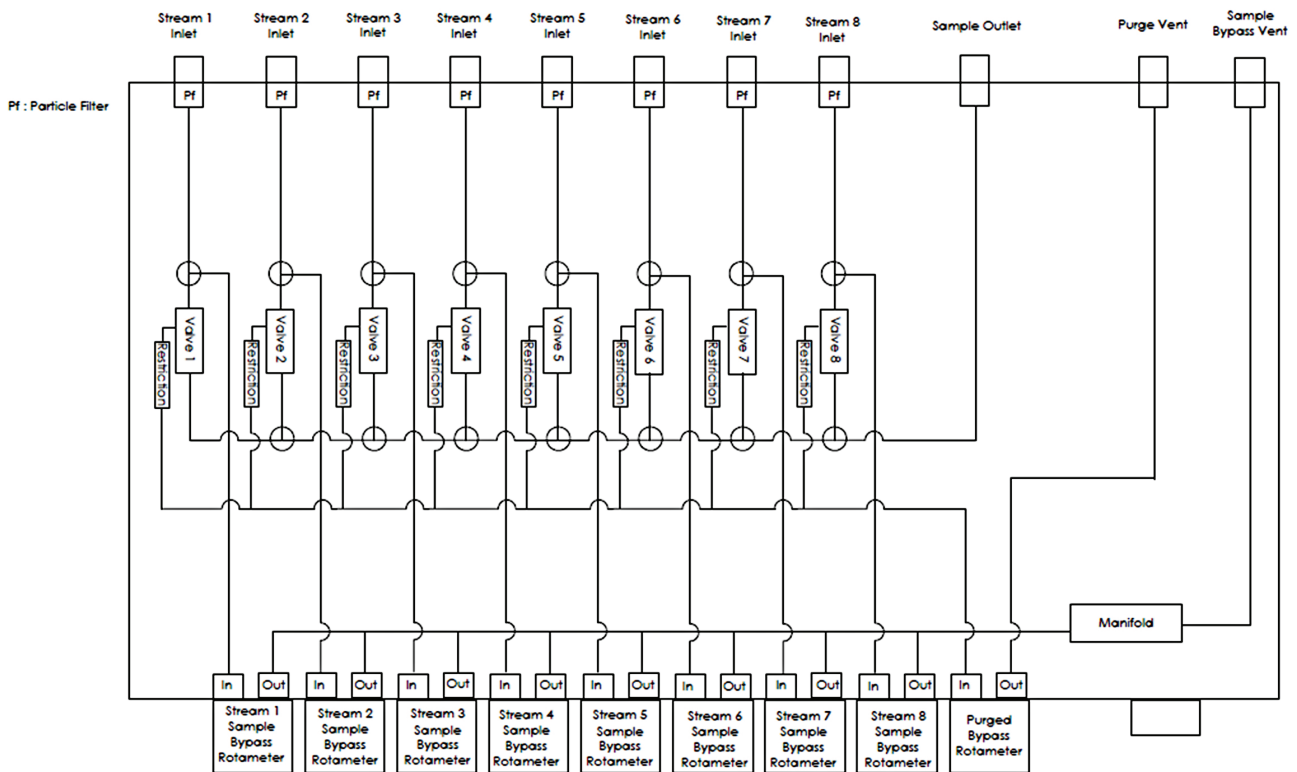 Stream 1
Inlet
Stream 2
Inlet
Stream 3
Inlet
Stream 4
Inlet
Stream 5
Inlet
Stream 6
Inlet
Stream 7
Inlet
Stream 8
Inlet
Sample Outlet
Purge Vent
Sample
Bypass Vent
Pf : Particle Filter
Pf
Pf
Pf
Pf
Pf
Pf
Pf
Pf
Restriction
Valve 1
Restriction
Valve 2
Restriction
Valve 3
Restriction
Valve 4
Restriction
Valve 5
Restriction
Valve 6
Restriction
Valve 7
Restriction
Valve 8
Manifold
In
Out
In
Out
In
Out
In
Out
In
Out
In
Out
In
Out
In
Out
In
Out
Stream 1
Sample
Bypass
Rotameter
Stream 2
Sample
Bypass
Rotameter
Stream 3
Sample
Bypass
Rotameter
Stream 4
Sample
Bypass
Rotameter
Stream 5
Sample
Bypass
Rotameter
Stream 6
Sample
Bypass
Rotameter
Stream 7
Sample
Bypass
Rotameter
Stream 8
Sample
Bypass
Rotameter
Purged
Bypass
Rotameter